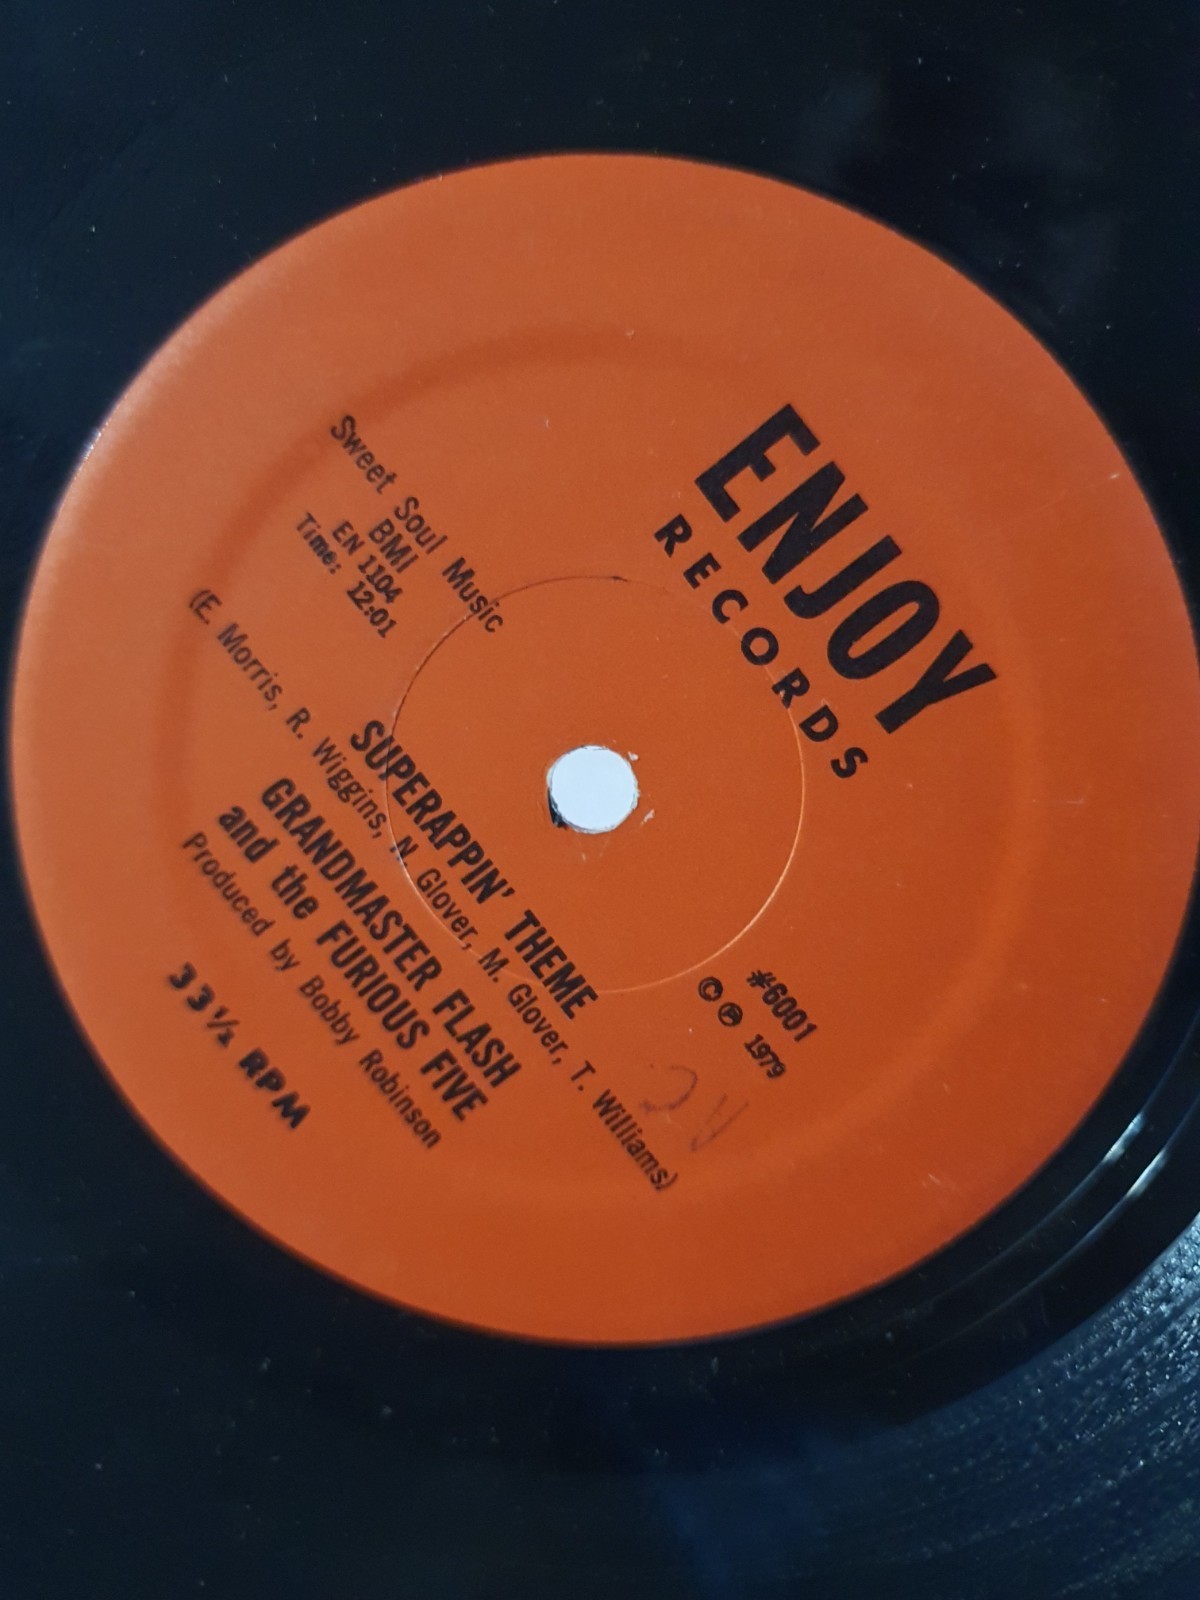 ENJOY
RECORDS
Sweet Soul Music
BMI
EN 1104
Time: 12:01
#6001
© ℗ 1979
SUPERAPPIN' THEME
(E. Morris, R. Wiggins, N. Glover, M. Glover, T. Williams)
GRANDMASTER FLASH
and the FURIOUS FIVE
Produced by Bobby Robinson
33⅓ RPM